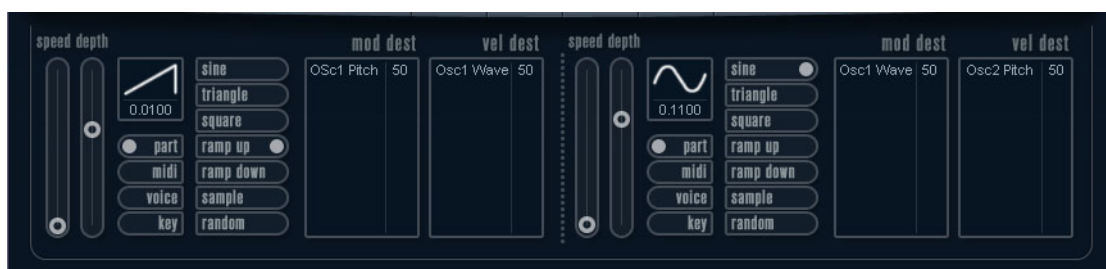 speed depth mod dest vel dest speed depth mod dest vel dest
sine OSc1 Pitch 50 Osc1 Wave 50 sine Osc1 Wave 50 Osc2 Pitch 50
triangle triangle
0.0100 0.1100
square square
part ramp up part ramp up
midi ramp down midi ramp down
voice sample voice sample
key random key random